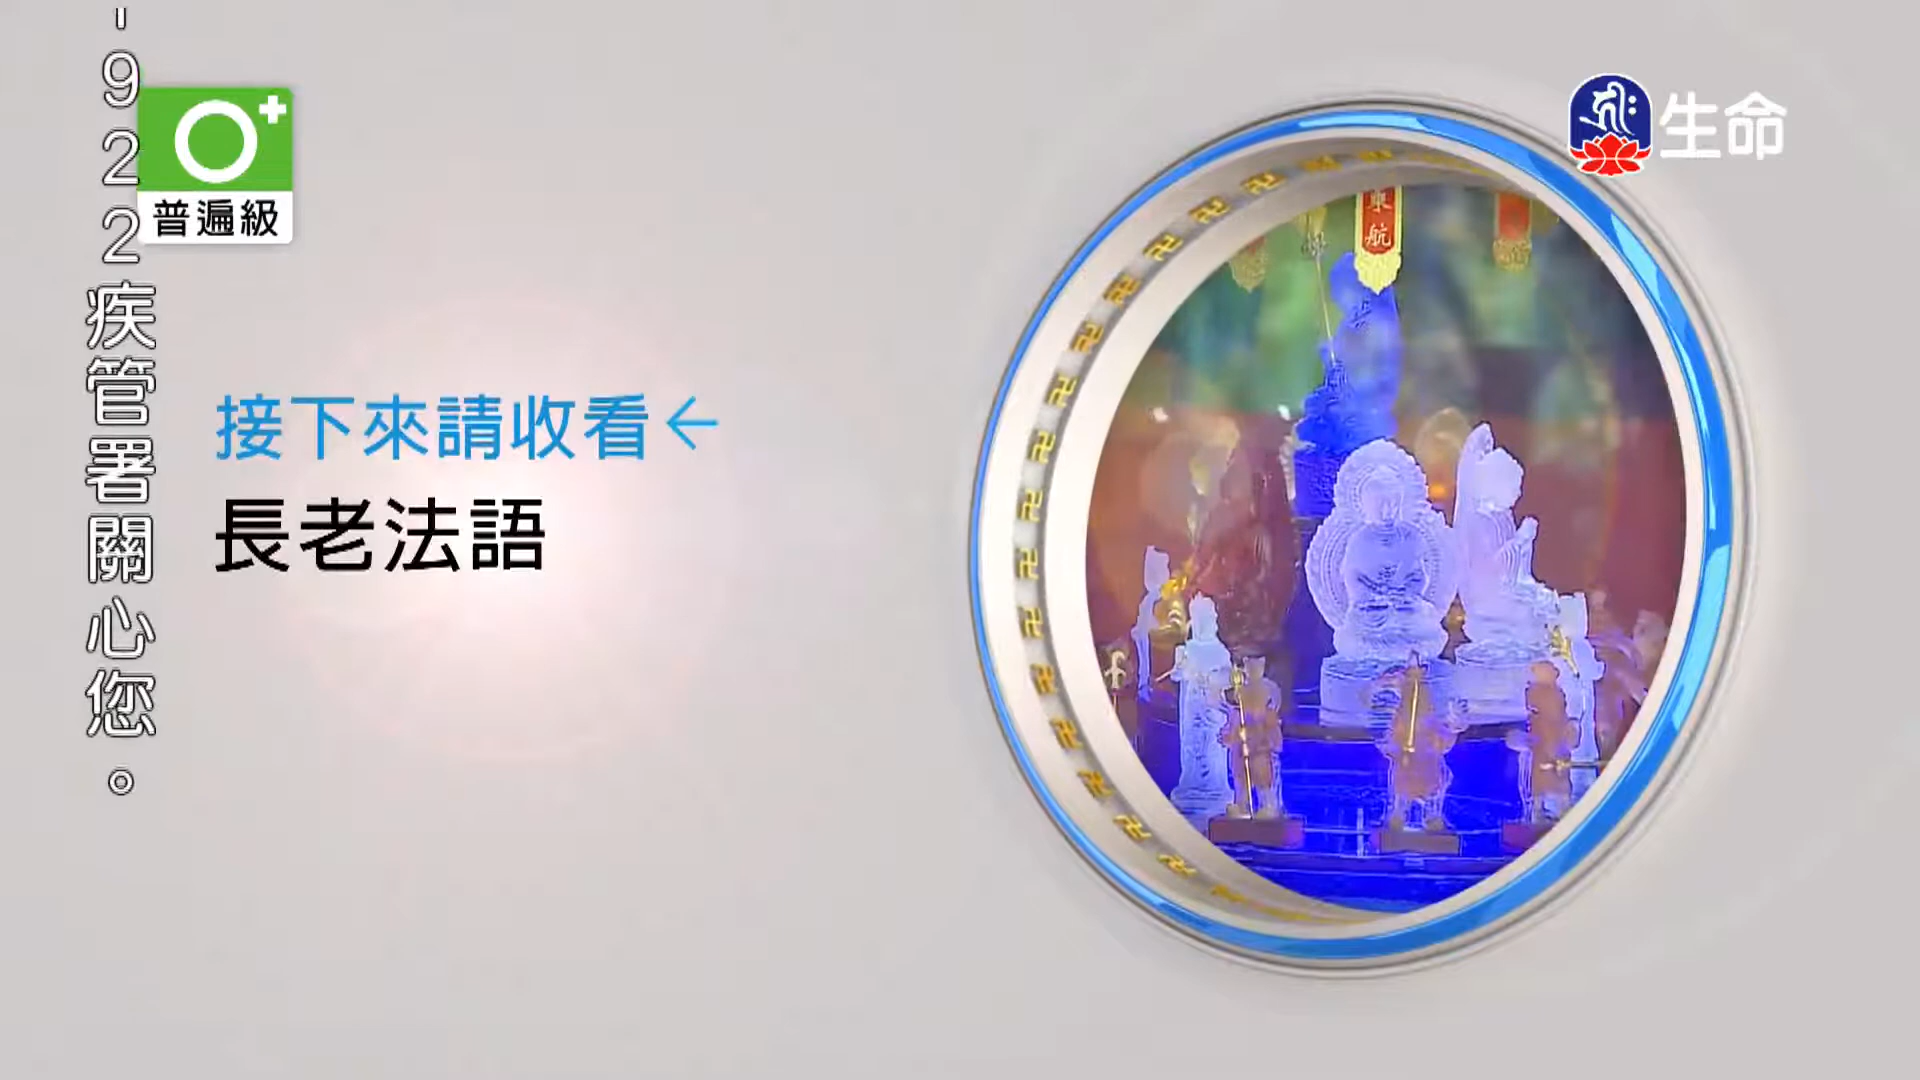 -922疾管署關心您。
普遍級
接下來請收看←
長老法語
生命
航